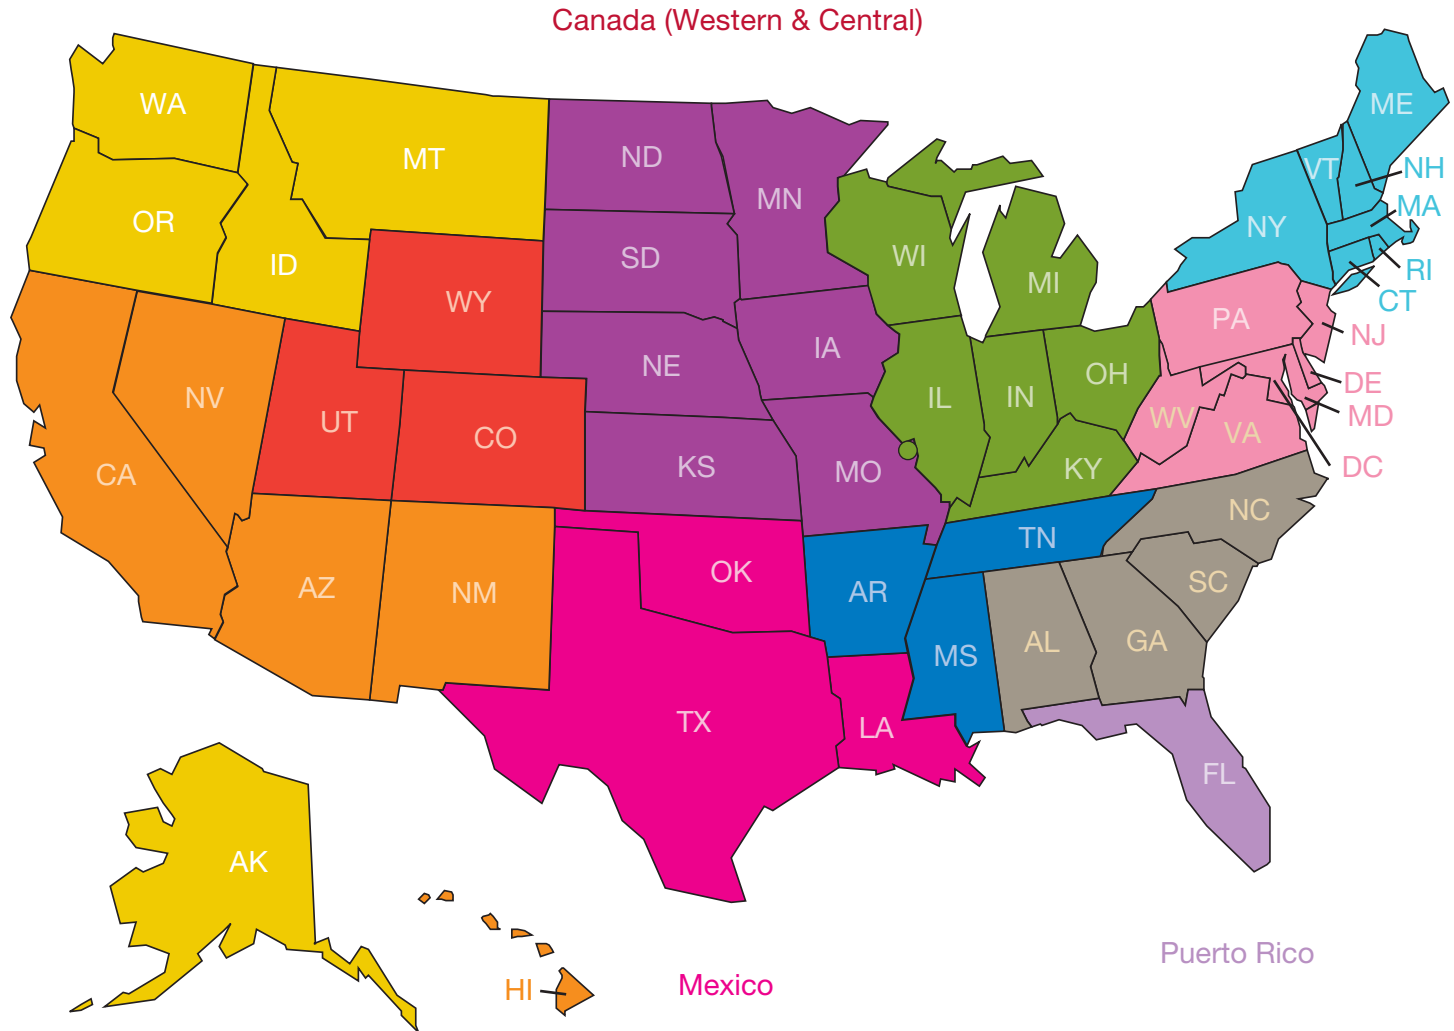 Canada (Western & Central)
WA
MT
ND
MN
ME
VT
NH
OR
ID
SD
WI
MI
NY
MA
RI
CT
WY
NE
IA
PA
NJ
NV
UT
CO
IL
IN
OH
DE
MD
CA
KS
MO
KY
WV
VA
DC
AZ
NM
OK
AR
TN
NC
SC
TX
LA
MS
AL
GA
FL
AK
HI
Mexico
Puerto Rico